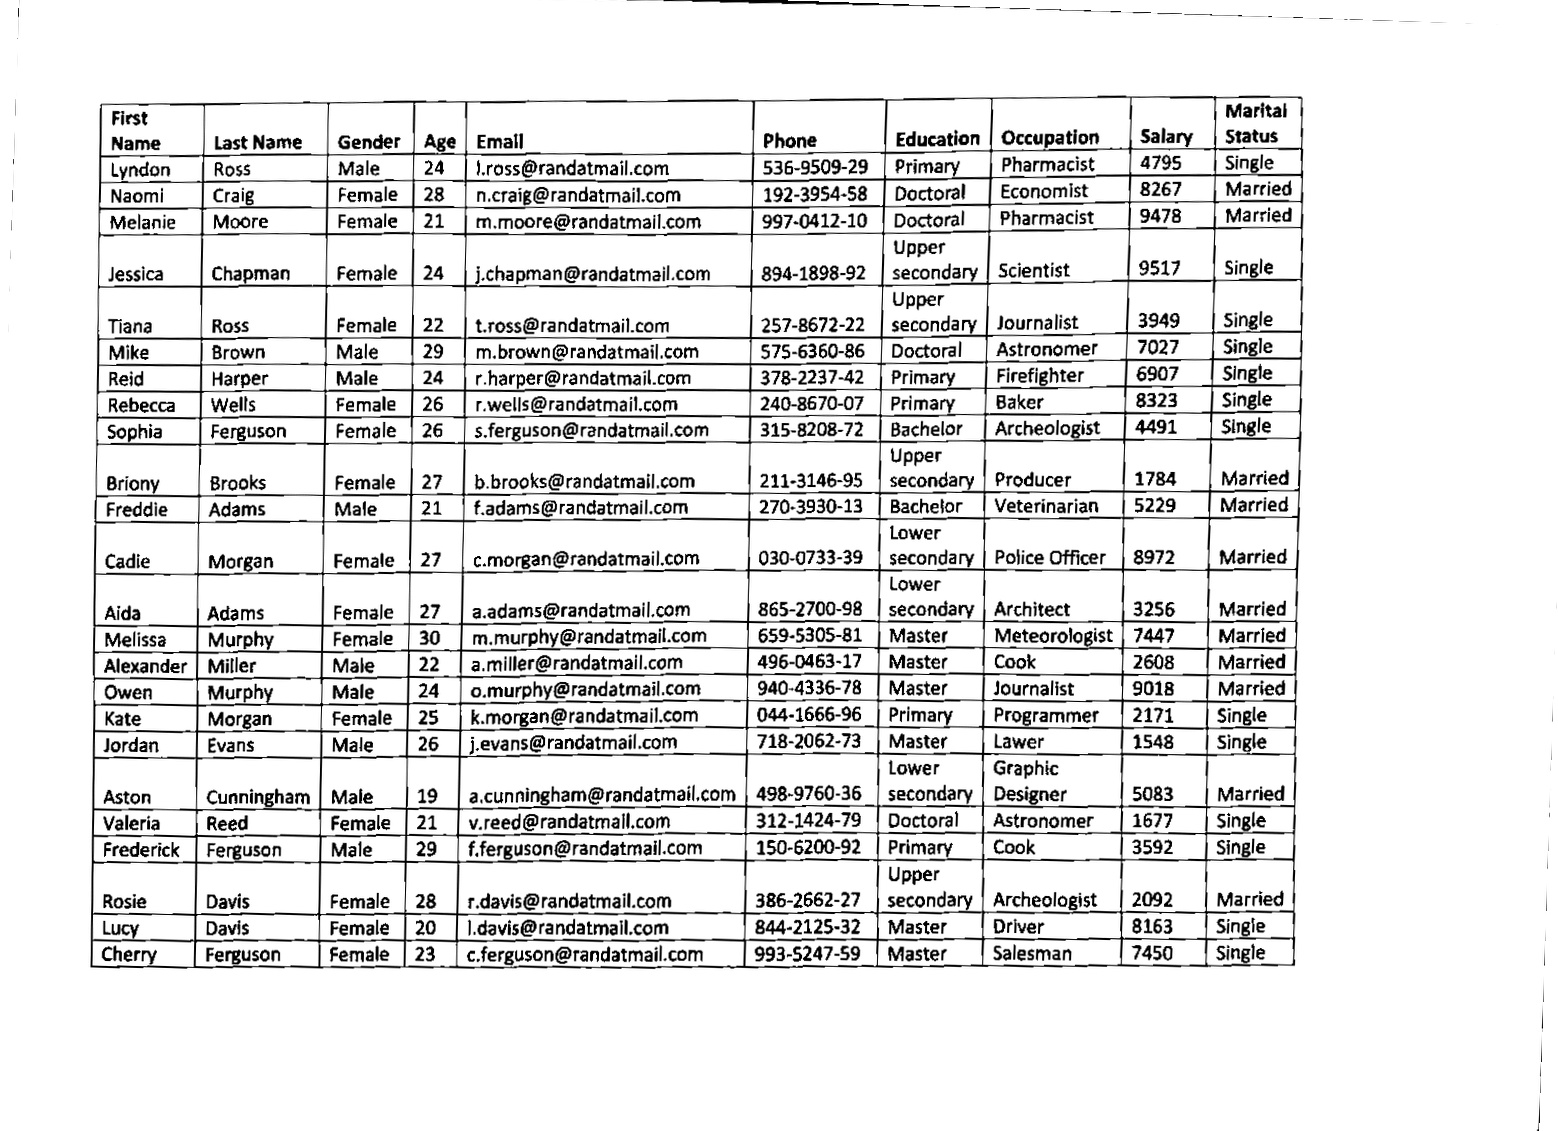 First Name Last Name Gender Age Email Phone Education Occupation Salary Marital Status
Lyndon Ross Male 24 l.ross@randatmail.com 536-9509-29 Primary Pharmacist 4795 Single
Naomi Craig Female 28 n.craig@randatmail.com 192-3954-58 Doctoral Economist 8267 Married
Melanie Moore Female 21 m.moore@randatmail.com 997-0412-10 Doctoral Pharmacist 9478 Married
Jessica Chapman Female 24 j.chapman@randatmail.com 894-1898-92 Upper secondary Scientist 9517 Single
Tiana Ross Female 22 t.ross@randatmail.com 257-8672-22 Upper secondary Journalist 3949 Single
Mike Brown Male 29 m.brown@randatmail.com 575-6360-86 Doctoral Astronomer 7027 Single
Reid Harper Male 24 r.harper@randatmail.com 378-2237-42 Primary Firefighter 6907 Single
Rebecca Wells Female 26 r.wells@randatmail.com 240-8670-07 Primary Baker 8323 Single
Sophia Ferguson Female 26 s.ferguson@randatmail.com 315-8208-72 Bachelor Archeologist 4491 Single
Briony Brooks Female 27 b.brooks@randatmail.com 211-3146-95 Upper secondary Producer 1784 Married
Freddie Adams Male 21 f.adams@randatmail.com 270-3930-13 Bachelor Veterinarian 5229 Married
Cadie Morgan Female 27 c.morgan@randatmail.com 030-0733-39 Lower secondary Police Officer 8972 Married
Aida Adams Female 27 a.adams@randatmail.com 865-2700-98 Lower secondary Architect 3256 Married
Melissa Murphy Female 30 m.murphy@randatmail.com 659-5305-81 Master Meteorologist 7447 Married
Alexander Miller Male 22 a.miller@randatmail.com 496-0463-17 Master Cook 2608 Married
Owen Murphy Male 24 o.murphy@randatmail.com 940-4336-78 Master Journalist 9018 Married
Kate Morgan Female 25 k.morgan@randatmail.com 044-1666-96 Primary Programmer 2171 Single
Jordan Evans Male 26 j.evans@randatmail.com 718-2062-73 Master Lawer 1548 Single
Aston Cunningham Male 19 a.cunningham@randatmail.com 498-9760-36 Lower secondary Graphic Designer 5083 Married
Valeria Reed Female 21 v.reed@randatmail.com 312-1424-79 Doctoral Astronomer 1677 Single
Frederick Ferguson Male 29 f.ferguson@randatmail.com 150-6200-92 Primary Cook 3592 Single
Rosie Davis Female 28 r.davis@randatmail.com 386-2662-27 Upper secondary Archeologist 2092 Married
Lucy Davis Female 20 l.davis@randatmail.com 844-2125-32 Master Driver 8163 Single
Cherry Ferguson Female 23 c.ferguson@randatmail.com 993-5247-59 Master Salesman 7450 Single